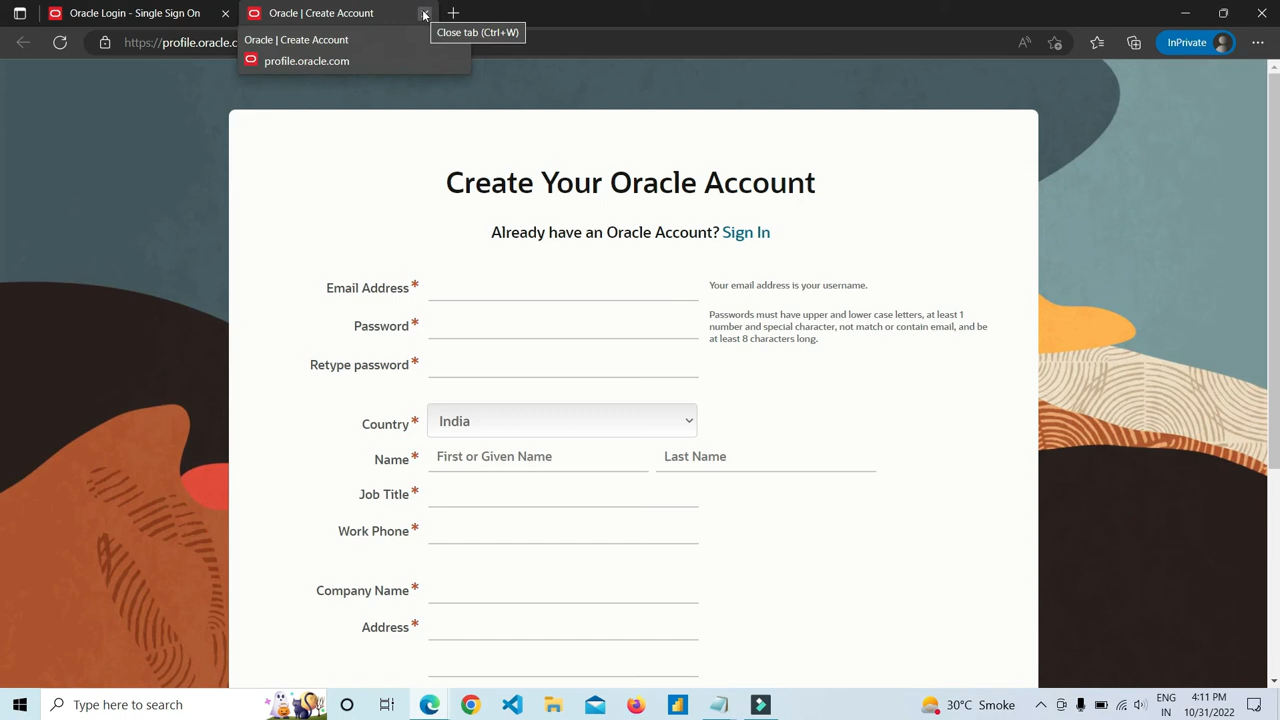 Oracle Login - Single Sign On
Oracle | Create Account
Close tab (Ctrl+W)
Oracle | Create Account
profile.oracle.com
https://profile.oracle.c
InPrivate
Create Your Oracle Account
Already have an Oracle Account? Sign In
Email Address*
Your email address is your username.
Password*
Passwords must have upper and lower case letters, at least 1
number and special character, not match or contain email, and be
at least 8 characters long.
Retype password*
Country*
India
Name*
First or Given Name
Last Name
Job Title*
Work Phone*
Company Name*
Address*
Type here to search
30°C Smoke
ENG
IN
4:11 PM
10/31/2022